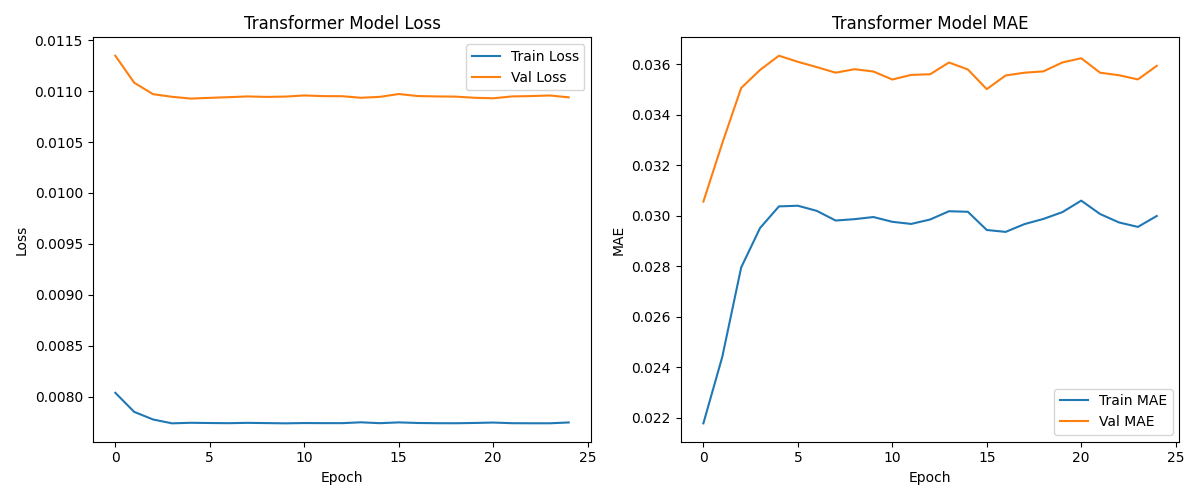 Transformer Model Loss
0.0115
0.0110
0.0105
0.0100
0.0095
0.0090
0.0085
0.0080
Loss
0
5
10
15
20
25
Epoch
Train Loss
Val Loss
Transformer Model MAE
0.036
0.034
0.032
0.030
0.028
0.026
0.024
0.022
MAE
0
5
10
15
20
25
Epoch
Train MAE
Val MAE